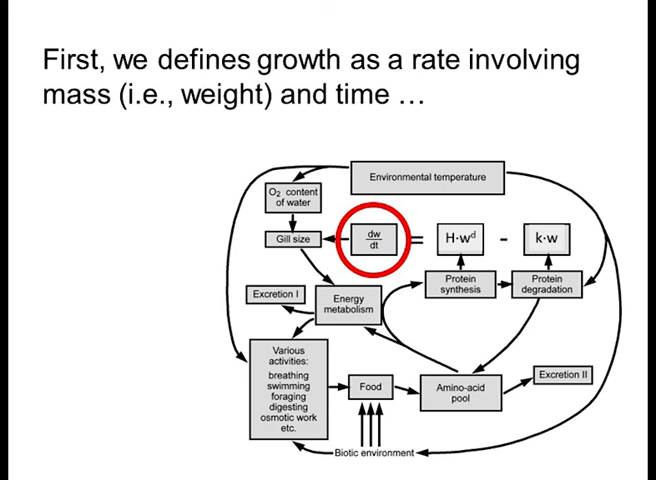 First, we defines growth as a rate involving
mass (i.e., weight) and time …
Environmental temperature
O₂ content
of water
Gill size
dw
dt
=
H·wᵈ
-
k·w
Protein
synthesis
Protein
degradation
Excretion I
Energy
metabolism
Various
activities:
breathing
swimming
foraging
digesting
osmotic work
etc.
Food
Amino-acid
pool
Excretion II
Biotic environment